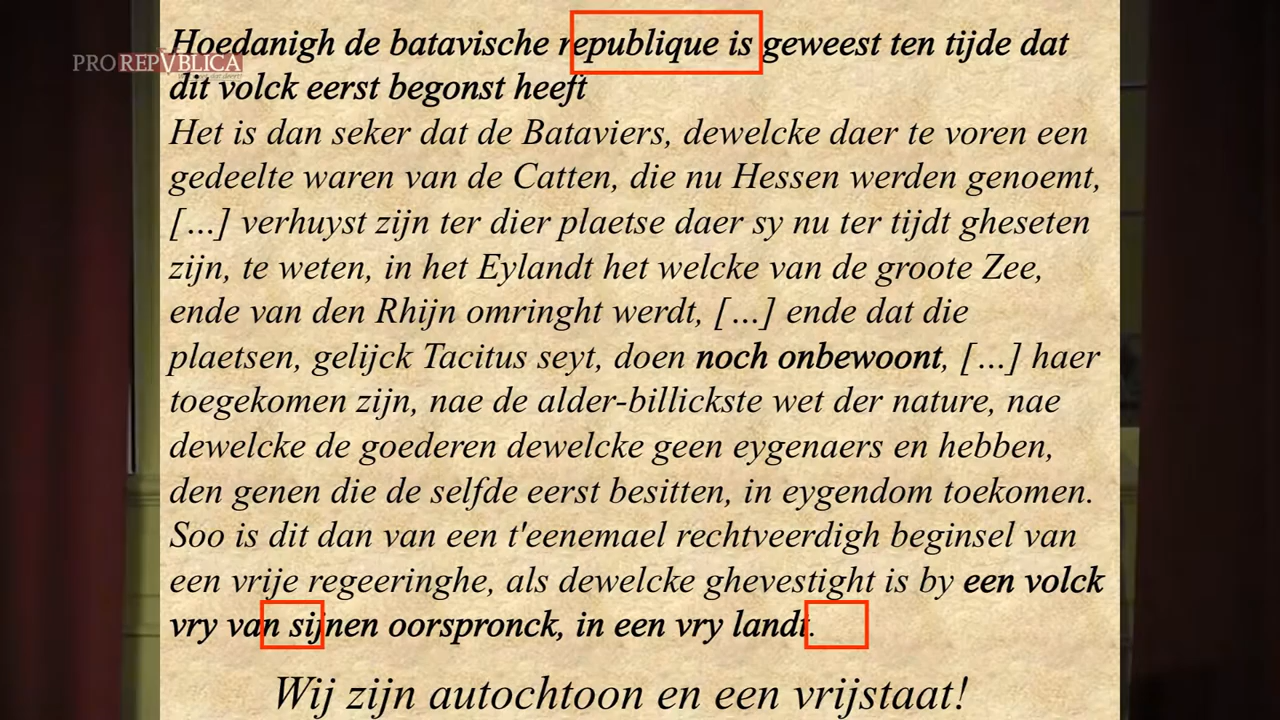 Hoedanigh de batavische republique is geweest ten tijde dat
PRO REPVBLICA
dit volck eerst begonst heeft
Het is dan seker dat de Bataviers, dewelcke daer te voren een
gedeelte waren van de Catten, die nu Hessen werden genoemt,
[...] verhuyst zijn ter dier plaetse daer sy nu ter tijdt gheseten
zijn, te weten, in het Eylandt het welcke van de groote Zee,
ende van den Rhijn omringht werdt, [...] ende dat die
plaetsen, gelijck Tacitus seyt, doen noch onbewoont, [...] haer
toegekomen zijn, nae de alder-billickste wet der nature, nae
dewelcke de goederen dewelcke geen eygenaers en hebben,
den genen die de selfde eerst besitten, in eygendom toekomen.
Soo is dit dan van een t'eenemael rechtveerdigh beginsel van
een vrije regeeringhe, als dewelcke ghevestight is by een volck
vry van sijnen oorspronck, in een vry landt.
Wij zijn autochtoon en een vrijstaat!